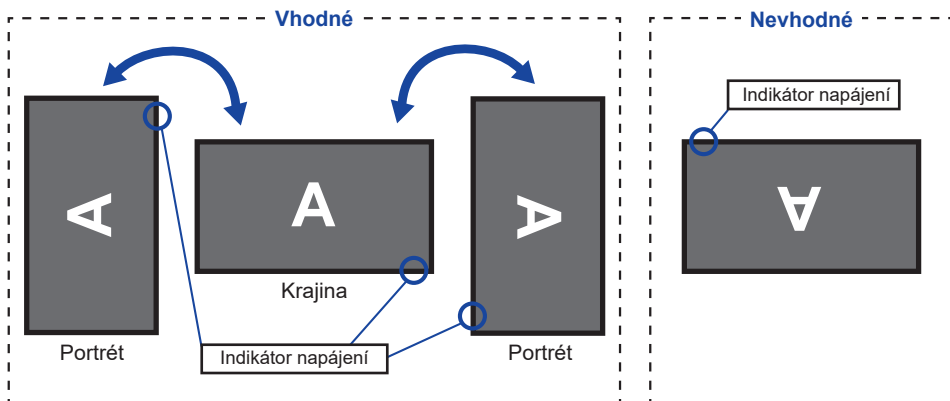 Vhodné
Nevhodné
Indikátor napájení
A
A
A
A
Krajina
Portrét
Indikátor napájení
Portrét